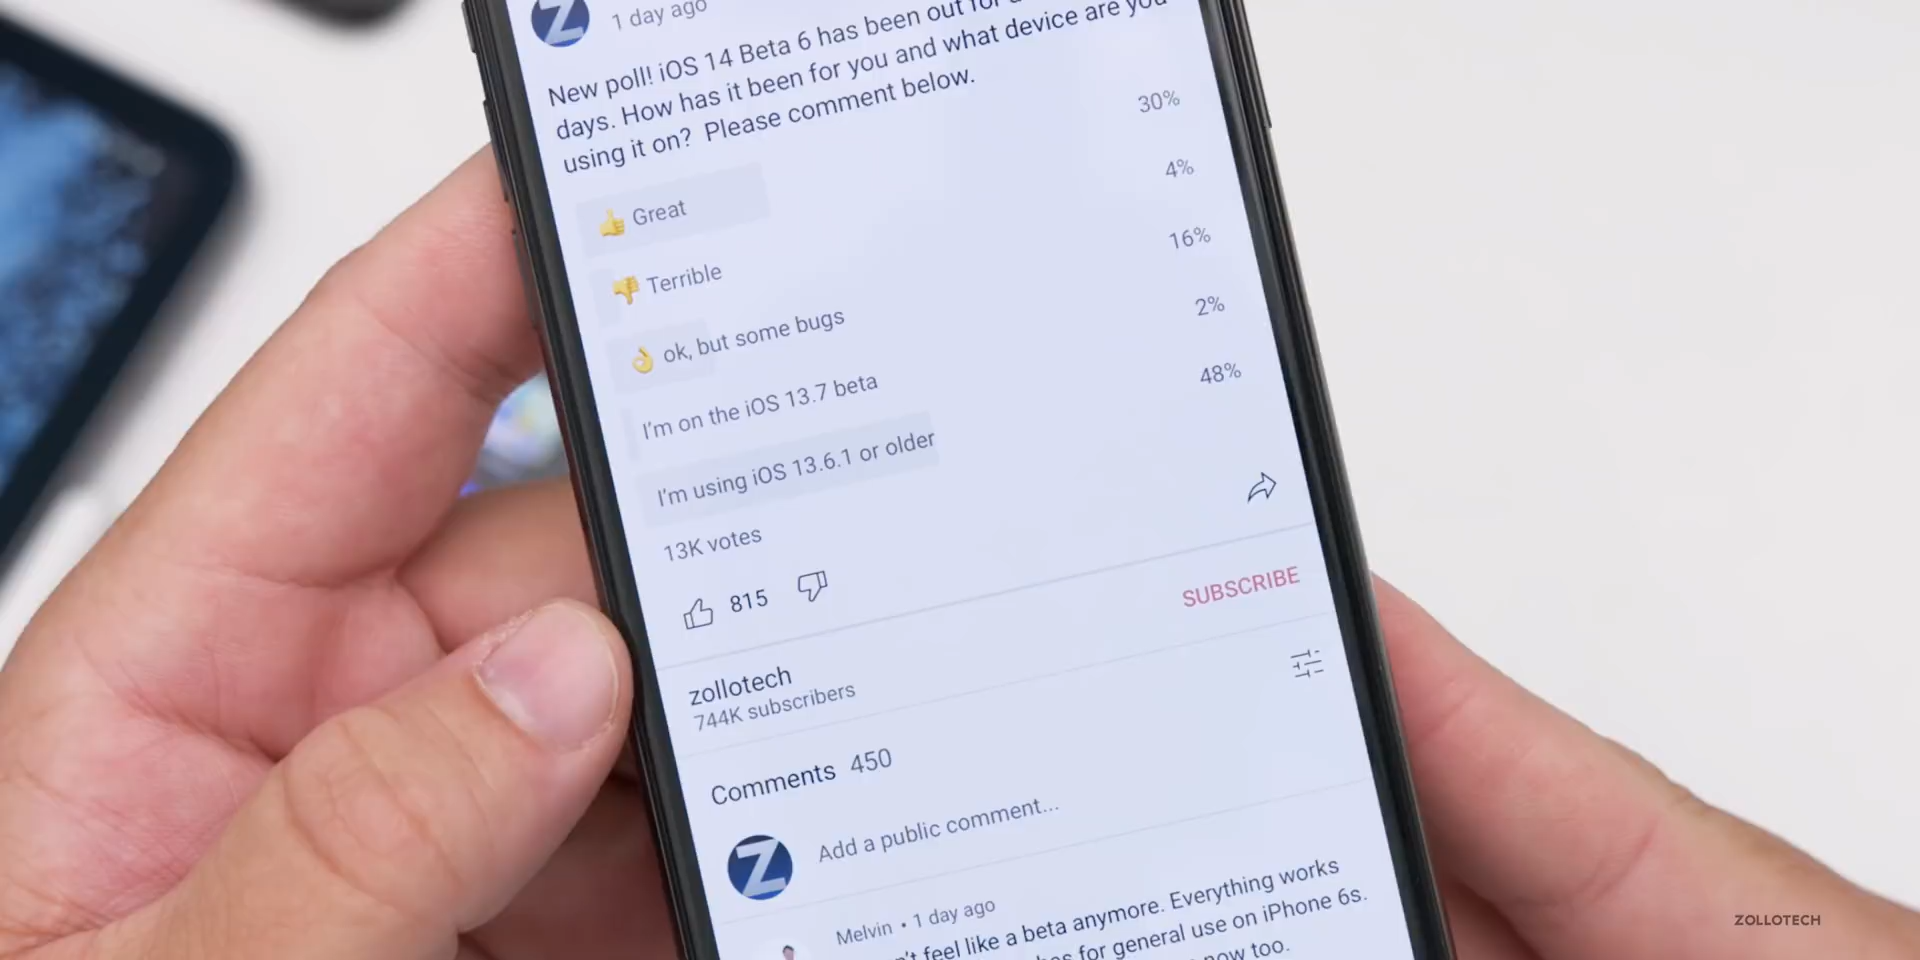 Z
1 day ago
New poll! iOS 14 Beta 6 has been out for
days. How has it been for you and what device are you
using it on? Please comment below.
👍 Great 30%
👎 Terrible 4%
👌 ok, but some bugs 16%
I'm on the iOS 13.7 beta 2%
I'm using iOS 13.6.1 or older 48%
13K votes
815
zollotech SUBSCRIBE
744K subscribers
Comments 450
Z Add a public comment...
Melvin • 1 day ago
feel like a beta anymore. Everything works
for general use on iPhone 6s.
now too.
ZOLLOTECH